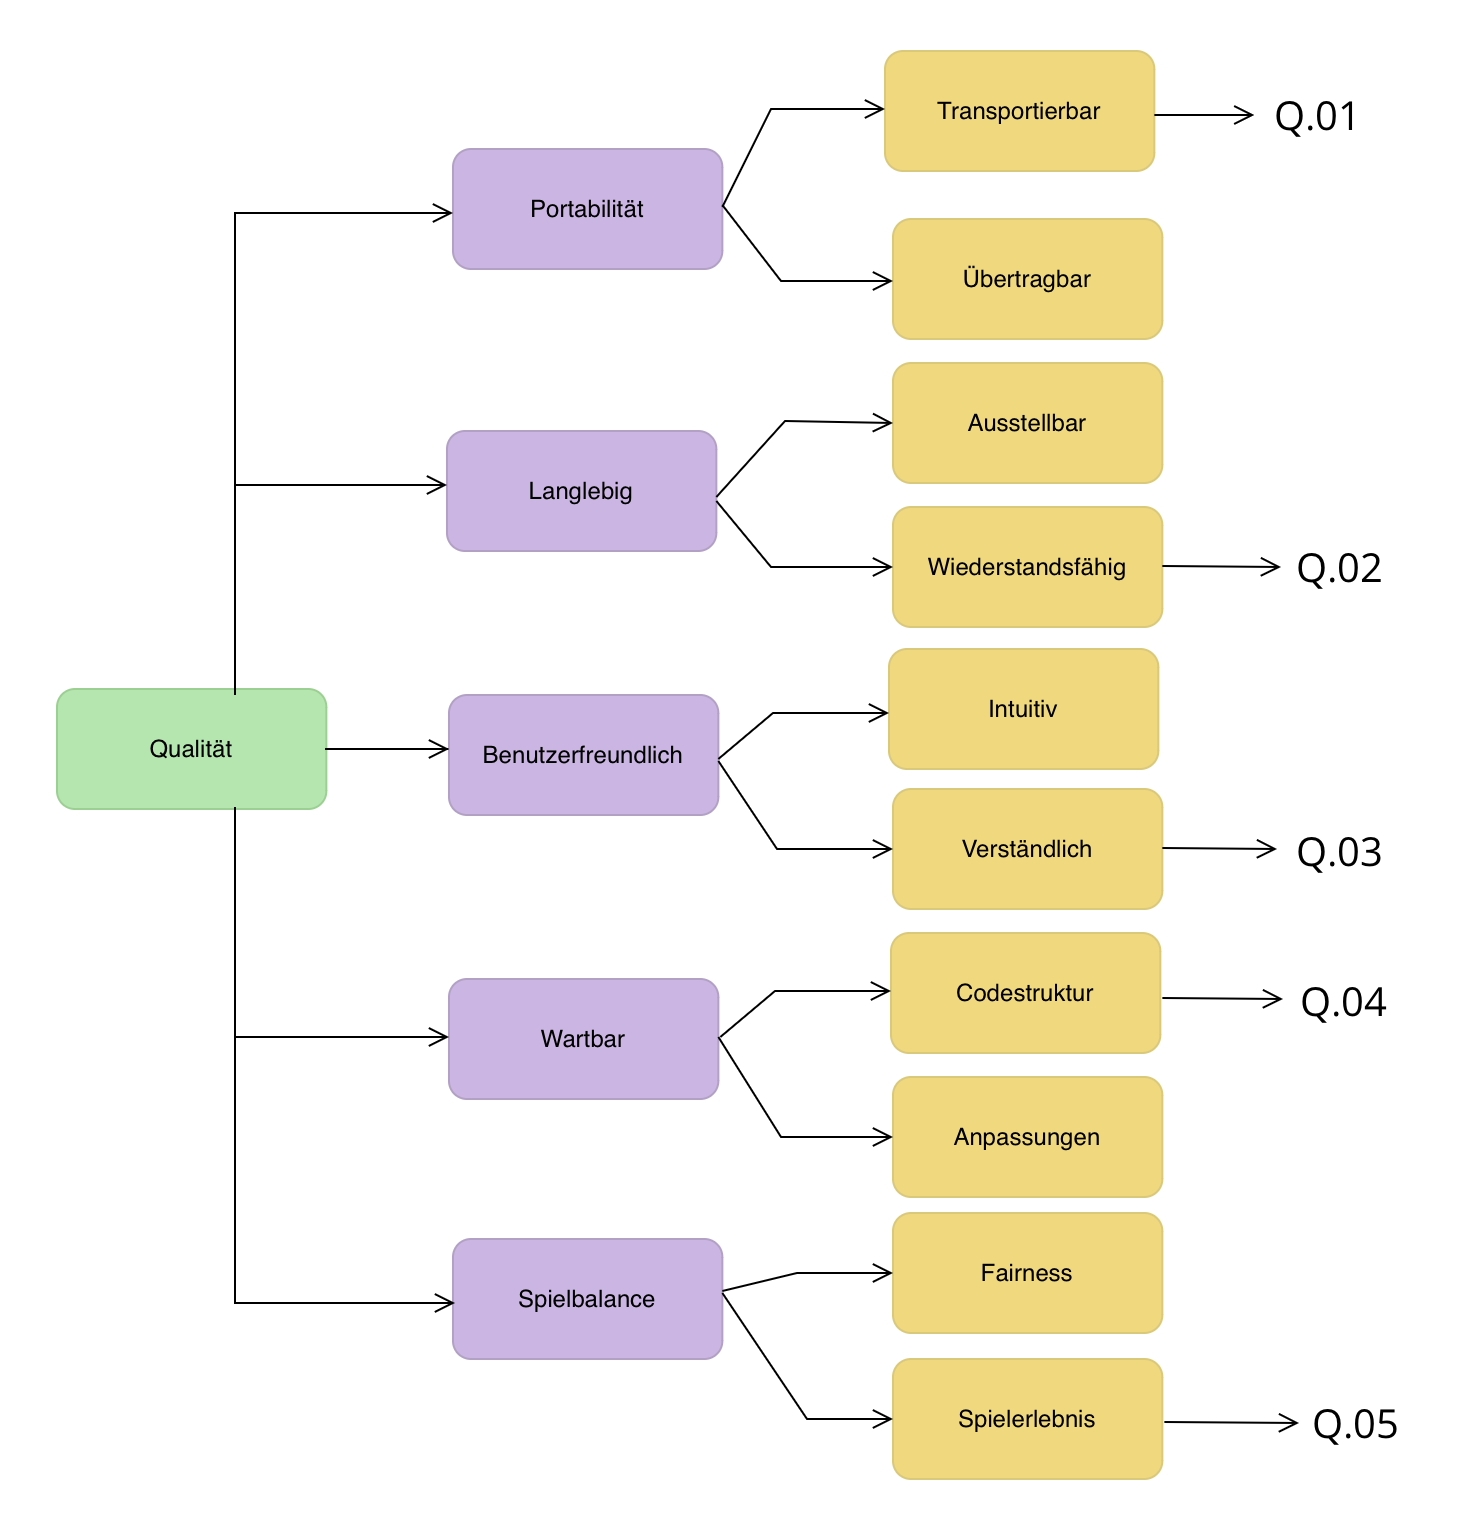 Transportierbar
Q.01
Portabilität
Übertragbar
Ausstellbar
Langlebig
Wiederstandsfähig
Q.02
Intuitiv
Qualität
Benutzerfreundlich
Verständlich
Q.03
Codestruktur
Q.04
Wartbar
Anpassungen
Fairness
Spielbalance
Spielerlebnis
Q.05